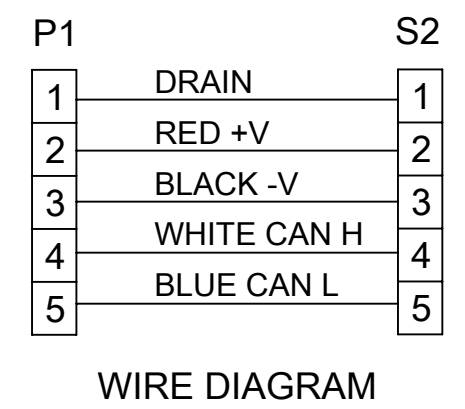 P1 S2
1 DRAIN 1
2 RED +V 2
3 BLACK -V 3
4 WHITE CAN H 4
5 BLUE CAN L 5
WIRE DIAGRAM